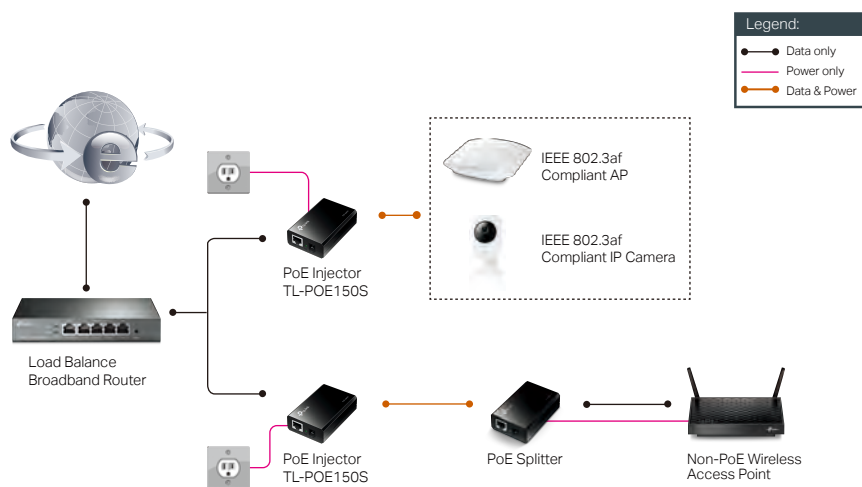 Legend:
Data only
Power only
Data & Power
IEEE 802.3af
Compliant AP
IEEE 802.3af
Compliant IP Camera
PoE Injector
TL-POE150S
Load Balance
Broadband Router
PoE Injector
TL-POE150S
PoE Splitter
Non-PoE Wireless
Access Point